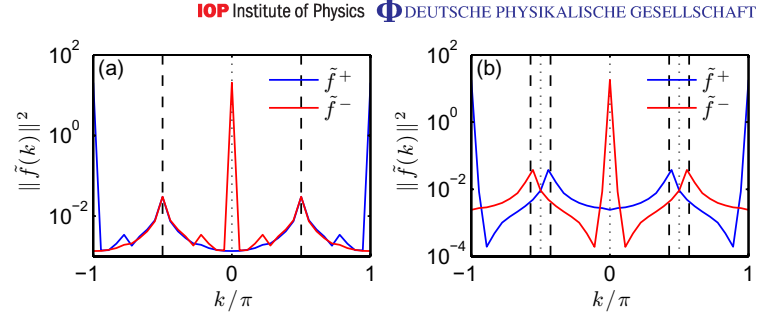 IOP Institute of Physics Φ DEUTSCHE PHYSIKALISCHE GESELLSCHAFT
(a)
f̃⁺
f̃⁻
10²
10⁰
10⁻²
‖ f̃(k) ‖²
−1 0 1
k/π
(b)
f̃⁺
f̃⁻
10²
10⁰
10⁻²
10⁻⁴
‖ f̃(k) ‖²
−1 0 1
k/π